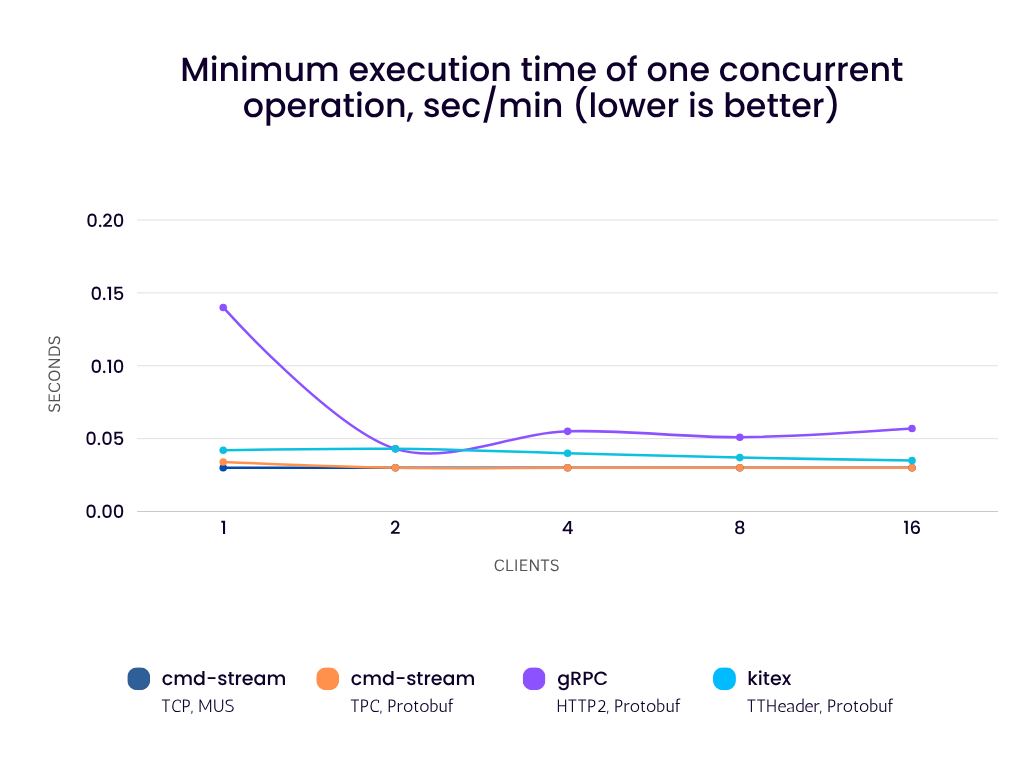 Minimum execution time of one concurrent
operation, sec/min (lower is better)
0.20
0.15
0.10
0.05
0.00
SECONDS
1 2 4 8 16
CLIENTS
cmd-stream cmd-stream gRPC kitex
TCP, MUS TPC, Protobuf HTTP2, Protobuf TTHeader, Protobuf